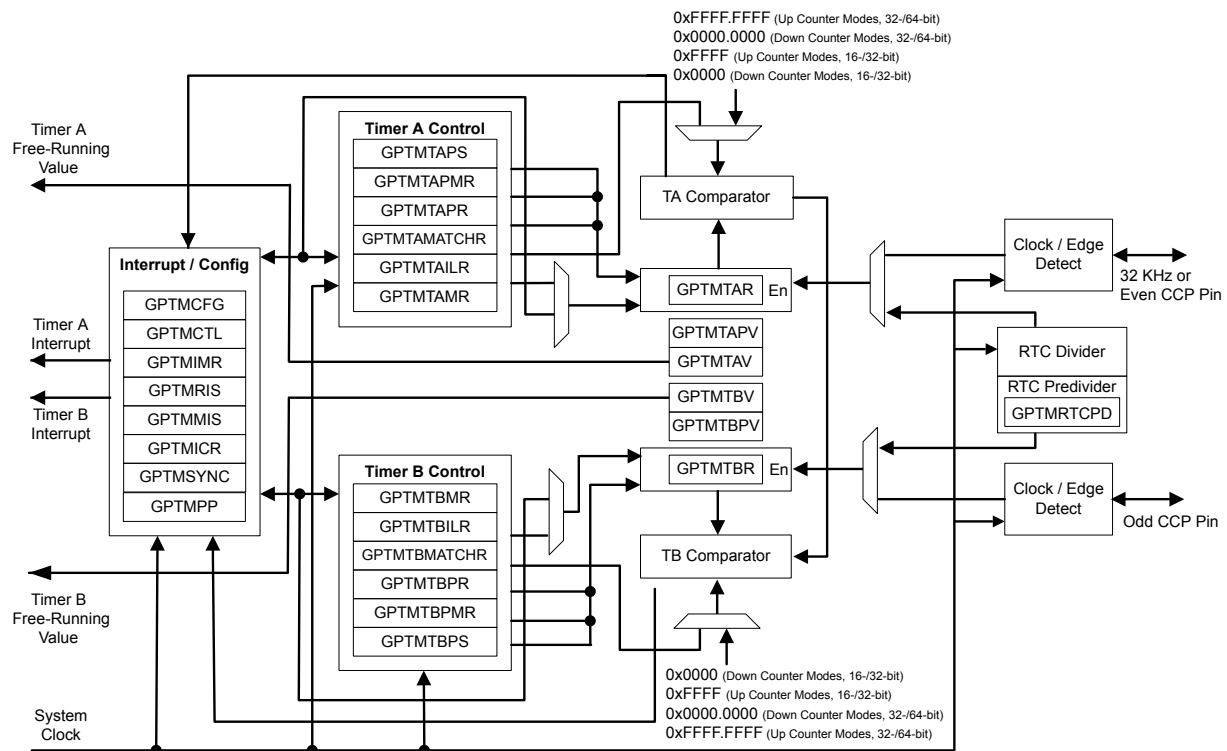 0xFFFF.FFFF (Up Counter Modes, 32-/64-bit)
0x0000.0000 (Down Counter Modes, 32-/64-bit)
0xFFFF (Up Counter Modes, 16-/32-bit)
0x0000 (Down Counter Modes, 16-/32-bit)
Timer A
Free-Running
Value
Timer A Control
GPTMTAPS
GPTMTAPMR
GPTMTAPR
GPTMTAMATCHR
GPTMTAILR
GPTMTAMR
TA Comparator
GPTMTAR
En
Clock / Edge
Detect
32 KHz or
Even CCP Pin
Interrupt / Config
GPTMCFG
GPTMCTL
GPTMIMR
GPTMRIS
GPTMMIS
GPTMICR
GPTMSYNC
GPTMPP
Timer A
Interrupt
Timer B
Interrupt
GPTMTAPV
GPTMTAV
GPTMTBV
GPTMTBPV
RTC Divider
RTC Predivider
GPTMRTCPD
Timer B Control
GPTMTBMR
GPTMTBILR
GPTMTBMATCHR
GPTMTBPR
GPTMTBPMR
GPTMTBPS
GPTMTBR
En
TB Comparator
Clock / Edge
Detect
Odd CCP Pin
Timer B
Free-Running
Value
0x0000 (Down Counter Modes, 16-/32-bit)
0xFFFF (Up Counter Modes, 16-/32-bit)
0x0000.0000 (Down Counter Modes, 32-/64-bit)
0xFFFF.FFFF (Up Counter Modes, 32-/64-bit)
System
Clock